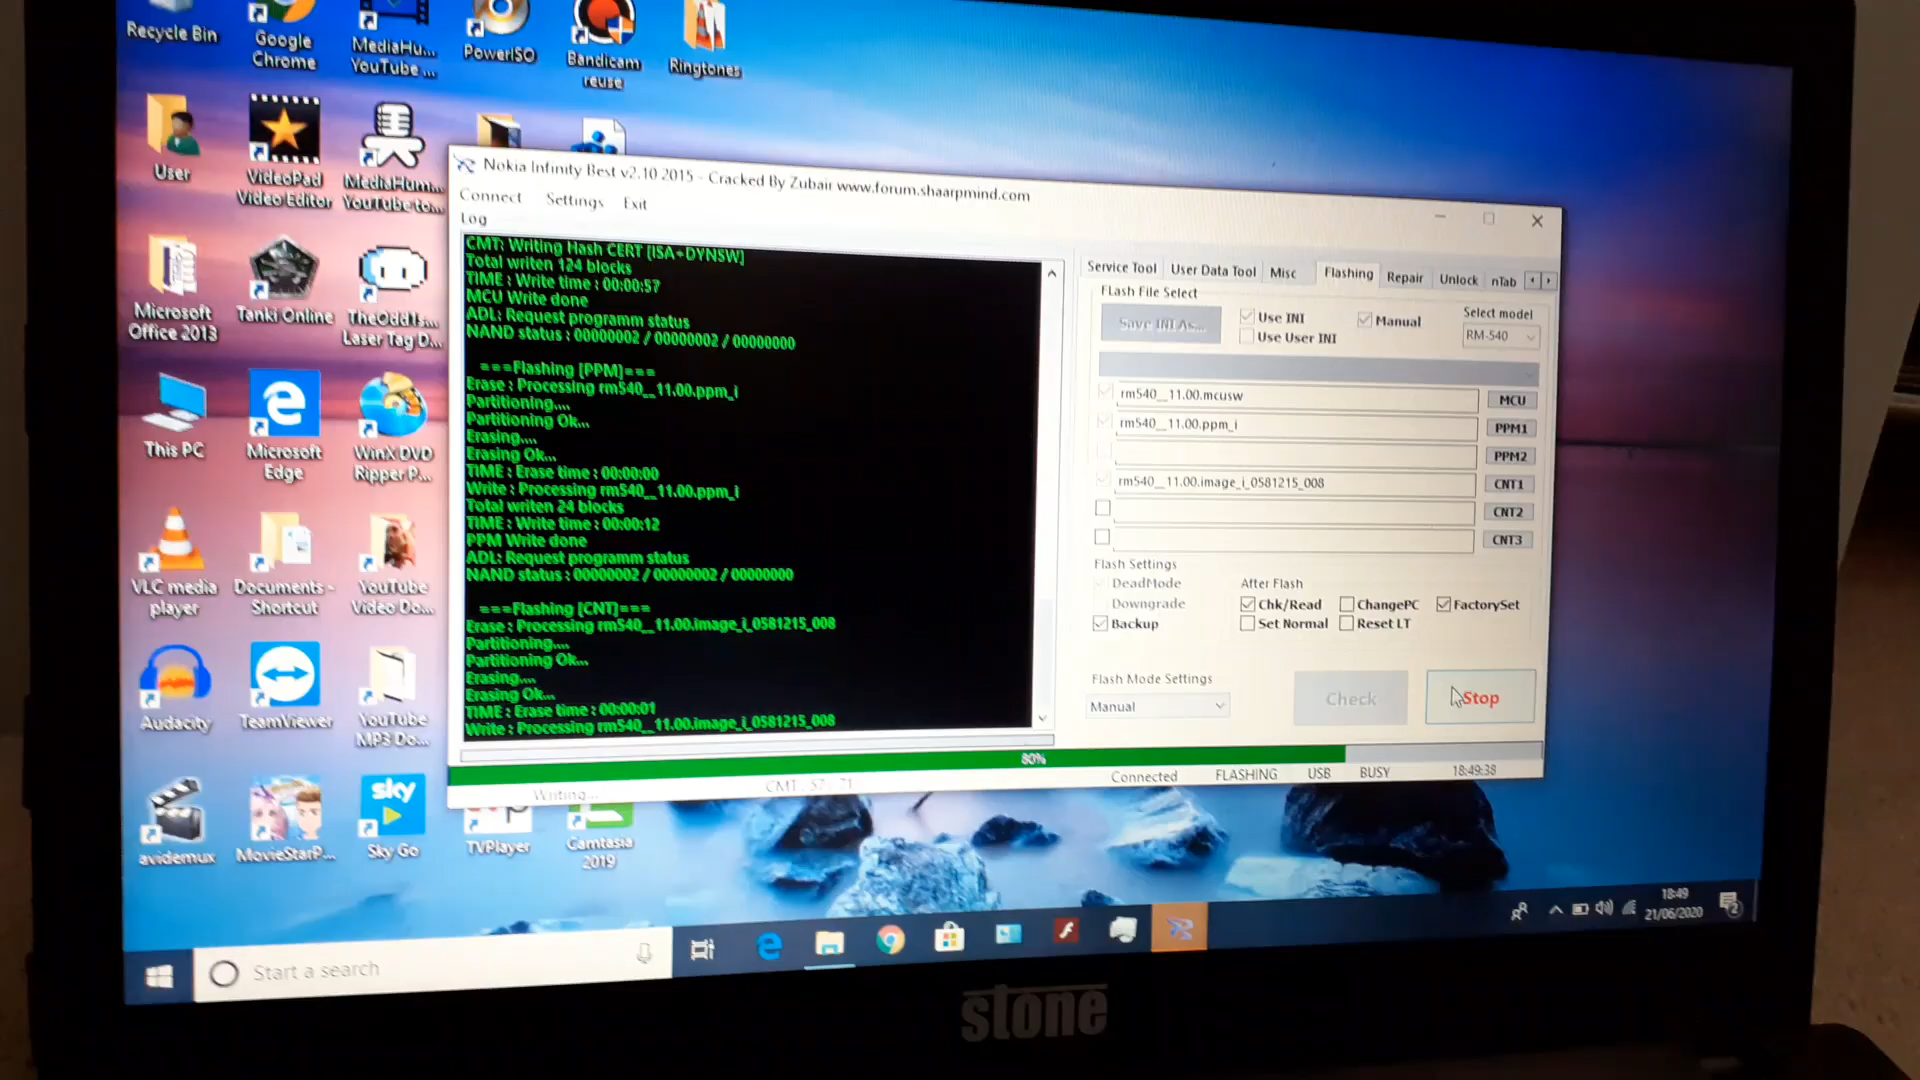 Recycle Bin
Google
Chrome
MediaHu...
YouTube ...
PowerISO
Bandicam
reuse
Ringtones
User
VideoPad
Video Editor
MediaHum...
YouTube to...
Microsoft
Office 2013
Tanki Online
TheOdd1s...
Laser Tag D...
This PC
Microsoft
Edge
WinX DVD
Ripper P...
VLC media
player
Documents -
Shortcut
YouTube
Video Do...
Audacity
TeamViewer
YouTube
MP3 Do...
avidemux
MovieStarP...
sky
Sky Go
TVPlayer
Camtasia
2019
Nokia Infinity Best v2.10 2015 - Cracked By Zubair www.forum.shaarpmind.com
Connect Settings Exit
Log
CMT: Writing Hash CERT [ISA+DYNSW]
Total writen 124 blocks
TIME : Write time : 00:00:57
MCU Write done
ADL: Request programm status
NAND status : 00000002 / 00000002 / 00000000
===Flashing [PPM]===
Erase : Processing rm540__11.00.ppm_i
Partitioning....
Partitioning Ok...
Erasing....
Erasing Ok...
TIME : Erase time : 00:00:00
Write : Processing rm540__11.00.ppm_i
Total writen 24 blocks
TIME : Write time : 00:00:12
PPM Write done
ADL: Request programm status
NAND status : 00000002 / 00000002 / 00000000
===Flashing [CNT]===
Erase : Processing rm540__11.00.image_i_0581215_008
Partitioning....
Partitioning Ok...
Erasing....
Erasing Ok...
TIME : Erase time : 00:00:01
Write : Processing rm540__11.00.image_i_0581215_008
Service Tool User Data Tool Misc Flashing Repair Unlock nTab
FLash File Select
Save INI As...
Use INI
Use User INI
Manual
Select model
RM-540
rm540__11.00.mcusw MCU
rm540__11.00.ppm_i PPM1
PPM2
rm540__11.00.image_i_0581215_008 CNT1
CNT2
CNT3
Flash Settings
DeadMode
Downgrade
Backup
After Flash
Chk/Read ChangePC FactorySet
Set Normal Reset LT
Flash Mode Settings
Manual
Check
Stop
80%
Writing...
CMT : 57 - 71
Connected FLASHING USB BUSY 18:49:38
Start a search
18:49
21/06/2020
2
stone